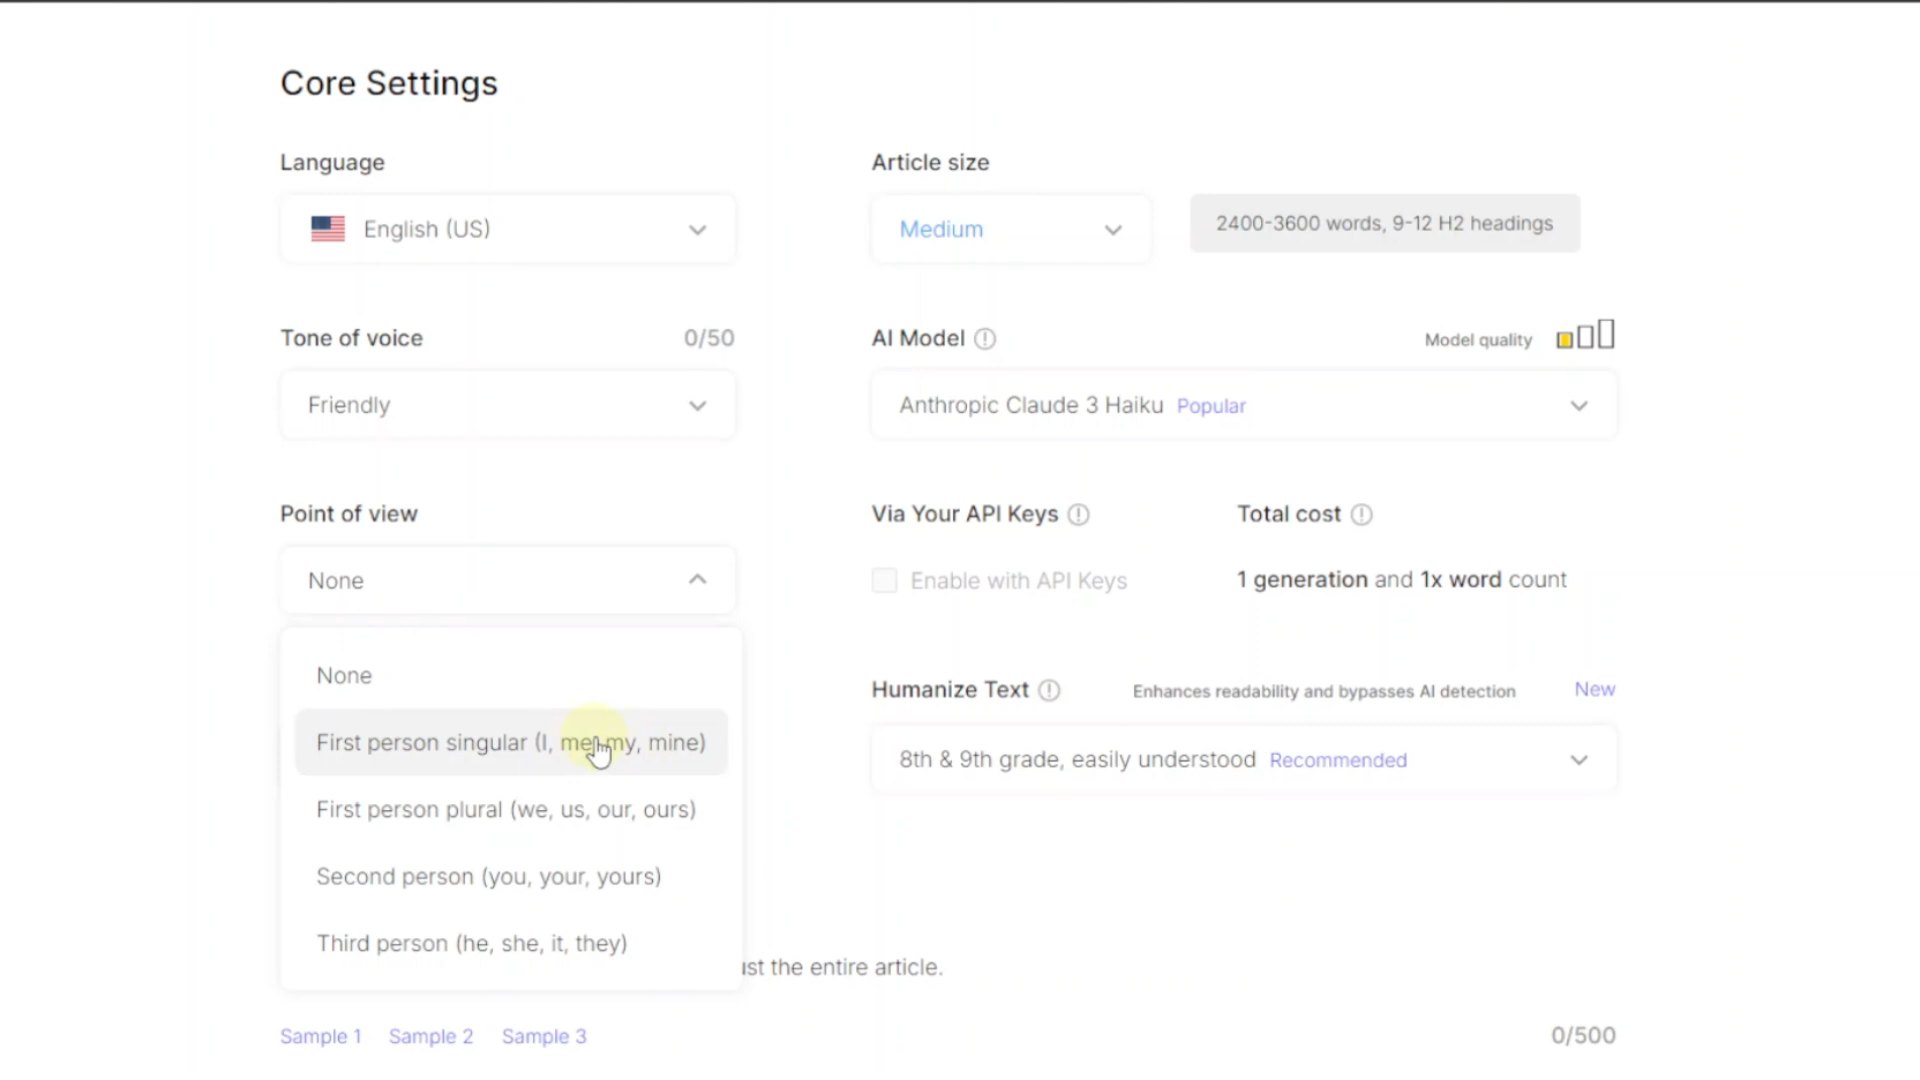 Core Settings
Language
Article size
English (US)
Medium
2400-3600 words, 9-12 H2 headings
Tone of voice
0/50
AI Model
Model quality
Friendly
Anthropic Claude 3 Haiku Popular
Point of view
Via Your API Keys
Total cost
None
Enable with API Keys
1 generation and 1x word count
None
Humanize Text
Enhances readability and bypasses AI detection
New
First person singular (I, me, my, mine)
8th & 9th grade, easily understood Recommended
First person plural (we, us, our, ours)
Second person (you, your, yours)
Third person (he, she, it, they)
the entire article.
Sample 1
Sample 2
Sample 3
0/500